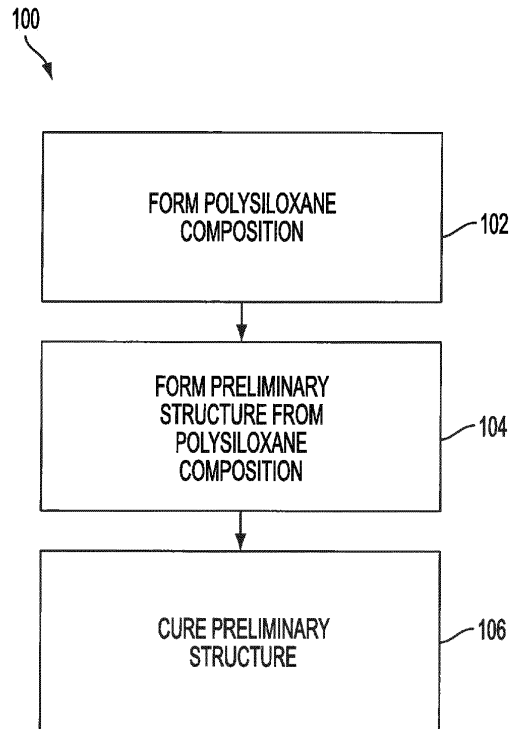 100
FORM POLYSILOXANE
COMPOSITION
102
FORM PRELIMINARY
STRUCTURE FROM
POLYSILOXANE
COMPOSITION
104
CURE PRELIMINARY
STRUCTURE
106